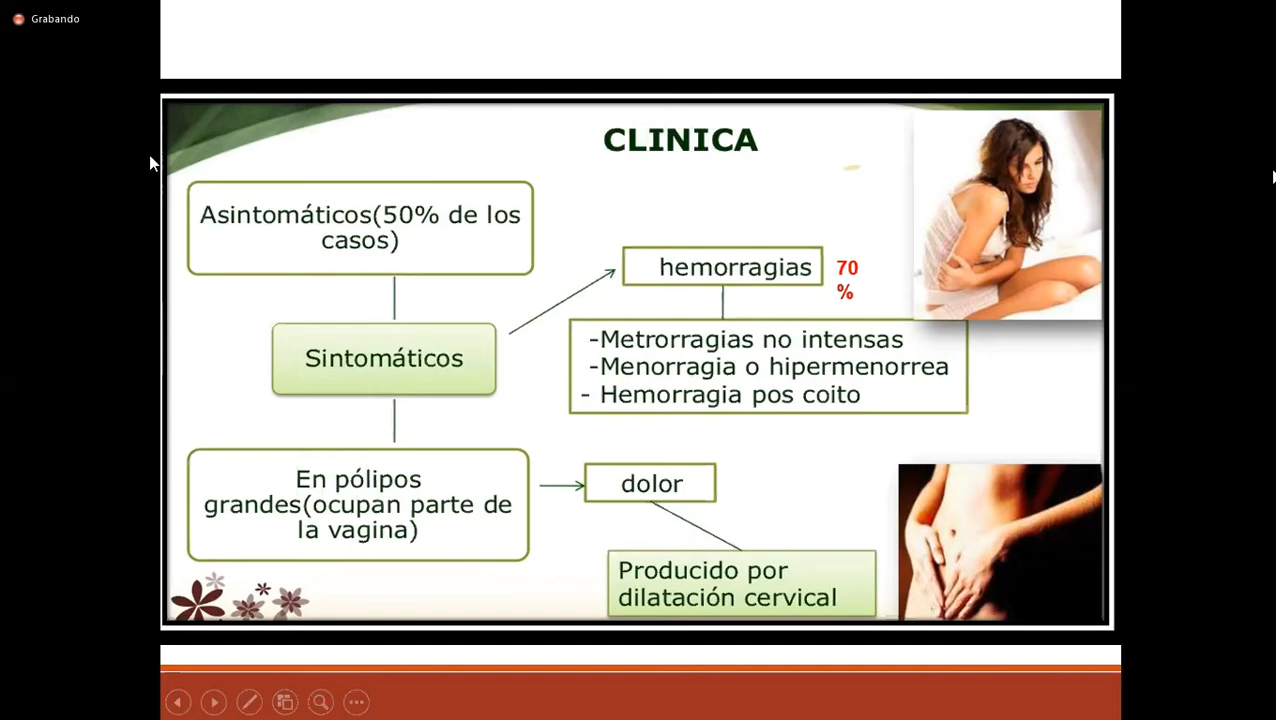 Grabando
CLINICA
Asintomáticos(50% de los
casos)
hemorragias
70
%
Sintomáticos
-Metrorragias no intensas
-Menorragia o hipermenorrea
- Hemorragia pos coito
En pólipos
grandes(ocupan parte de
la vagina)
dolor
Producido por
dilatación cervical